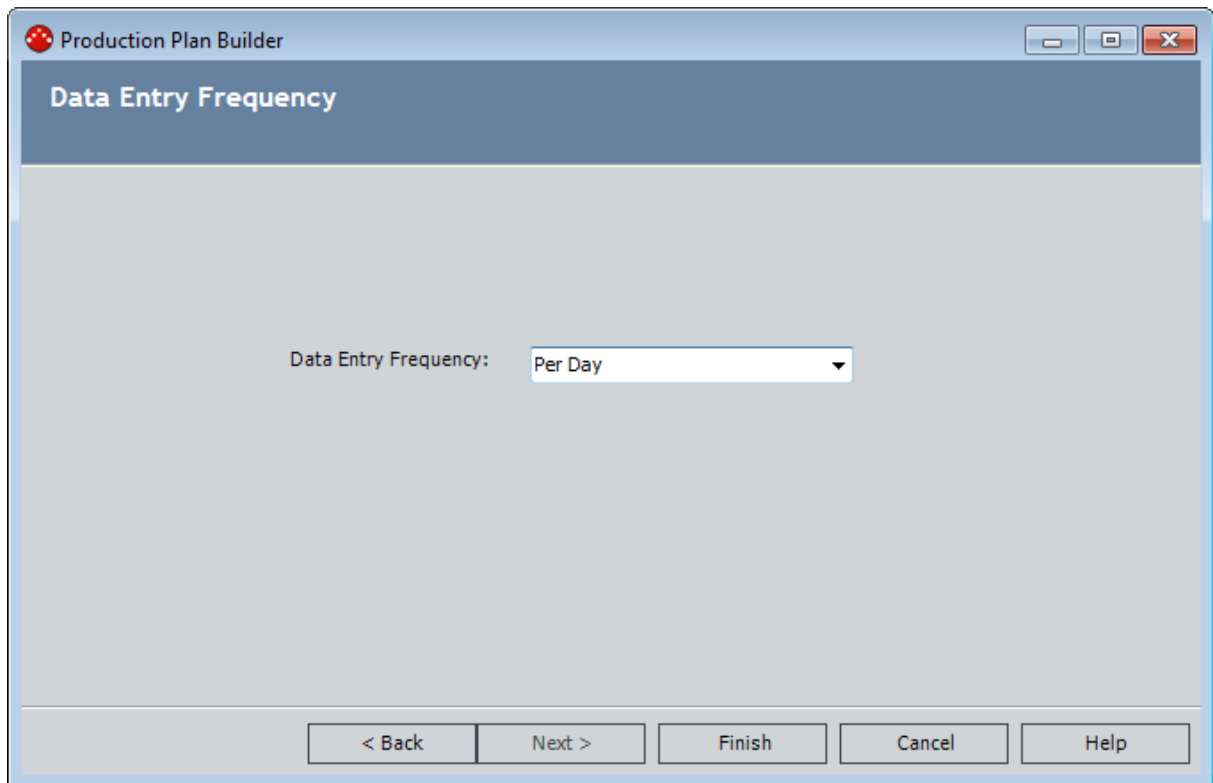 Production Plan Builder
Data Entry Frequency
Data Entry Frequency: Per Day
< Back Next > Finish Cancel Help